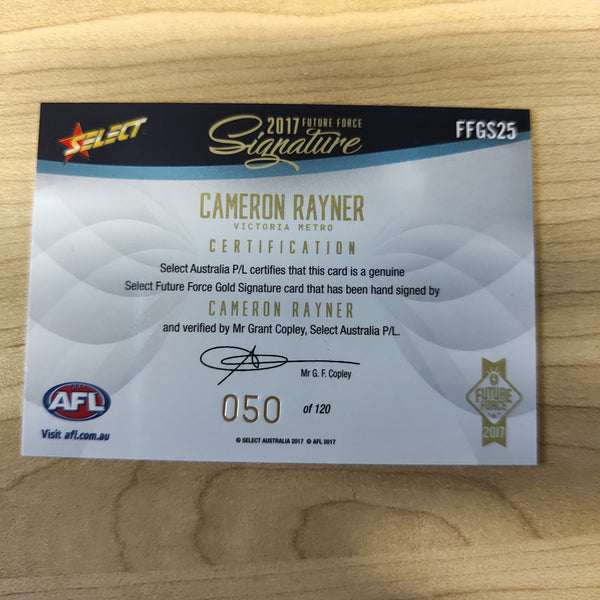 SELECT
2017 FUTURE FORCE
Signature
FFGS25
CAMERON RAYNER
VICTORIA METRO
CERTIFICATION
Select Australia P/L certifies that this card is a genuine
Select Future Force Gold Signature card that has been hand signed by
CAMERON RAYNER
and verified by Mr Grant Copley, Select Australia P/L.
Mr G. F. Copley
050 of 120
AFL
Visit afl.com.au
FUTURE
FORCE
2017
© SELECT AUSTRALIA 2017 © AFL 2017